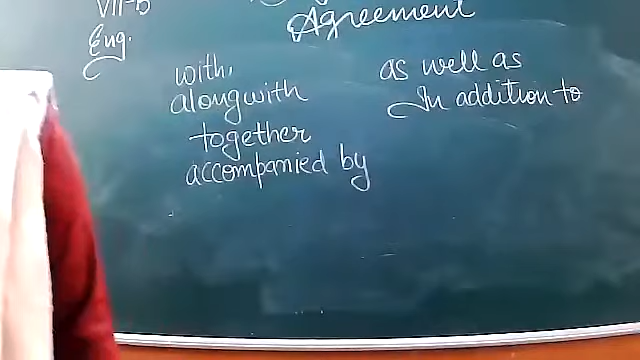 VII-b
Eng.
Agreement
with,
alongwith
together
accompanied by
as well as
In addition to